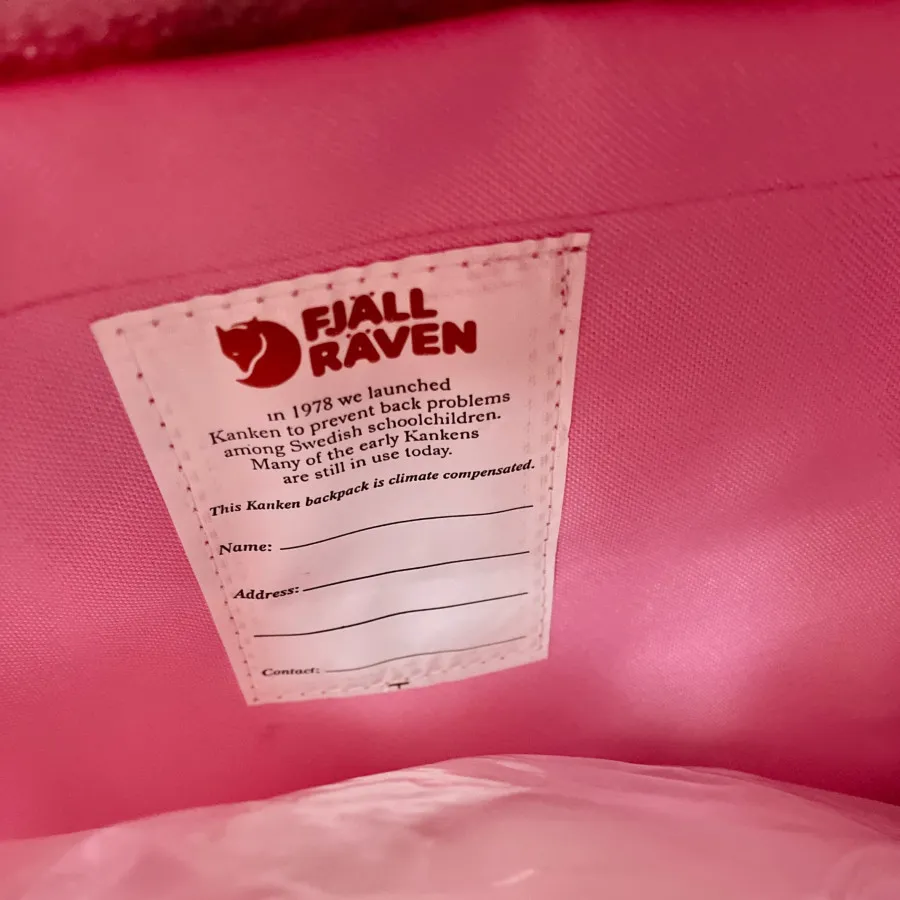 FJÄLL
RÄVEN
in 1978 we launched
Kanken to prevent back problems
among Swedish schoolchildren.
Many of the early Kankens
are still in use today.
This Kanken backpack is climate compensated.
Name:
Address:
Contact: